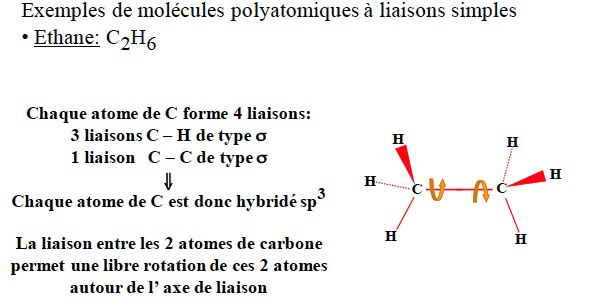 Exemples de molécules polyatomiques à liaisons simples
• Ethane: C2H6
Chaque atome de C forme 4 liaisons:
3 liaisons C – H de type σ
1 liaison C – C de type σ
⇓
Chaque atome de C est donc hybridé sp3
La liaison entre les 2 atomes de carbone
permet une libre rotation de ces 2 atomes
autour de l' axe de liaison
H H
H H
C C
H H